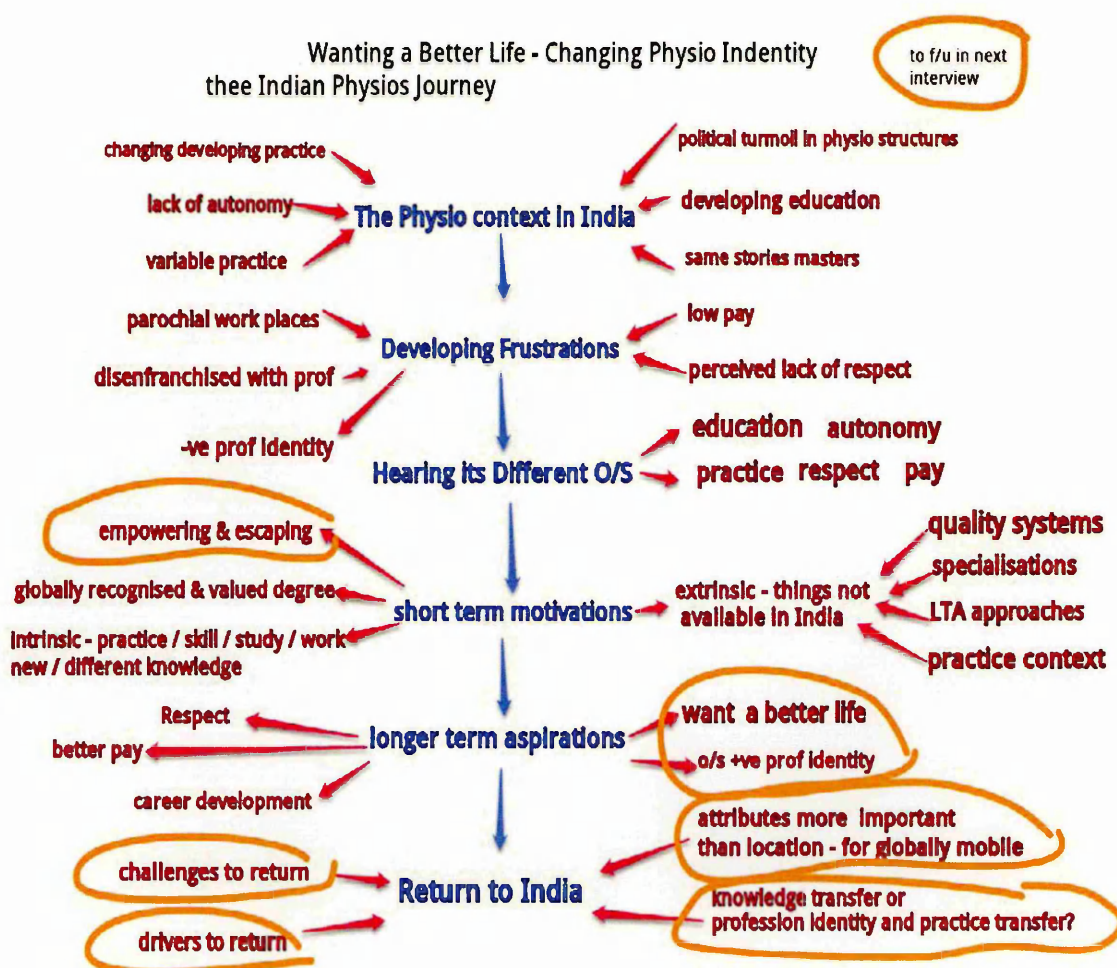 Wanting a Better Life - Changing Physio Indentity
thee Indian Physios Journey
to f/u in next
interview
changing developing practice
political turmoil in physio structures
lack of autonomy
The Physio context in India
developing education
variable practice
same stories masters
parochial work places
low pay
Developing Frustrations
disenfranchised with prof
perceived lack of respect
-ve prof identity
education autonomy
Hearing its Different O/S
practice respect pay
empowering & escaping
quality systems
specialisations
globally recognised & valued degree
short term motivations
extrinsic - things not
available in India
LTA approaches
intrinsic - practice / skill / study / work
new / different knowledge
practice context
Respect
want a better life
better pay
longer term aspirations
o/s +ve prof identity
career development
attributes more important
than location - for globally mobile
challenges to return
Return to India
knowledge transfer or
profession identity and practice transfer?
drivers to return